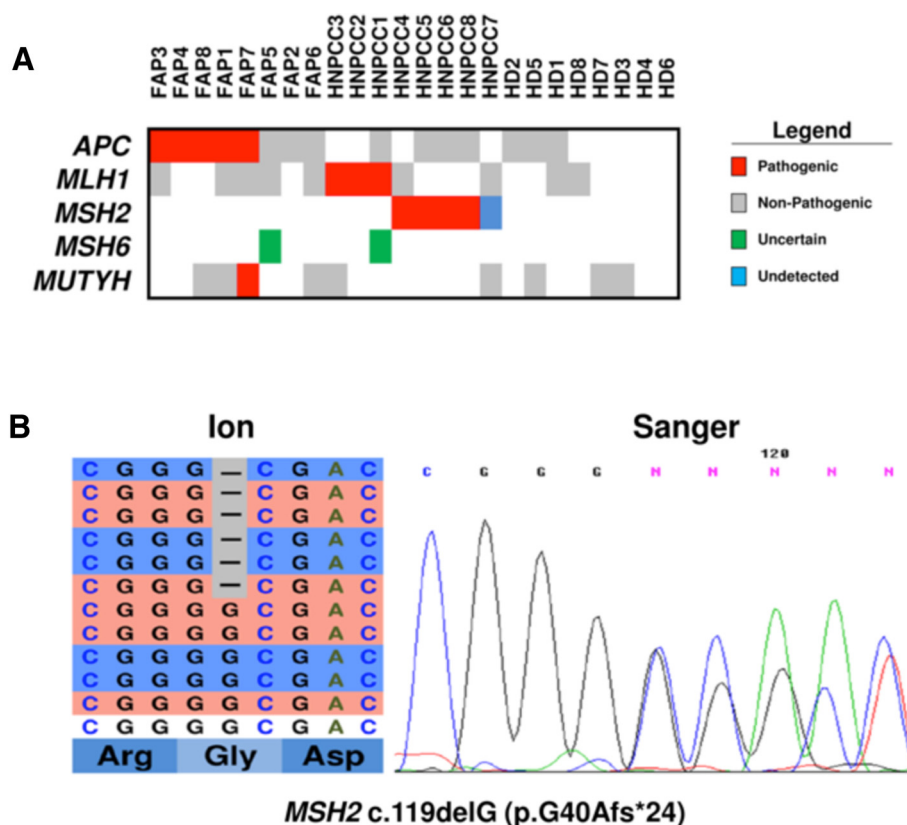 A
FAP3 FAP4 FAP8 FAP1 FAP7 FAP5 FAP2 FAP6 HNPCC3 HNPCC2 HNPCC1 HNPCC4 HNPCC5 HNPCC6 HNPCC8 HNPCC7 HD2 HD5 HD1 HD8 HD7 HD3 HD4 HD6
APC
MLH1
MSH2
MSH6
MUTYH
Legend
Pathogenic
Non-Pathogenic
Uncertain
Undetected
B
Ion
C G G G – C G A C
C G G G – C G A C
C G G G – C G A C
C G G G – C G A C
C G G G – C G A C
C G G G – C G A C
C G G G G C G A C
C G G G G C G A C
C G G G G C G A C
C G G G G C G A C
C G G G G C G A C
C G G G G C G A C
Arg Gly Asp
Sanger
120
C G G G N N N N N
MSH2 c.119delG (p.G40Afs*24)